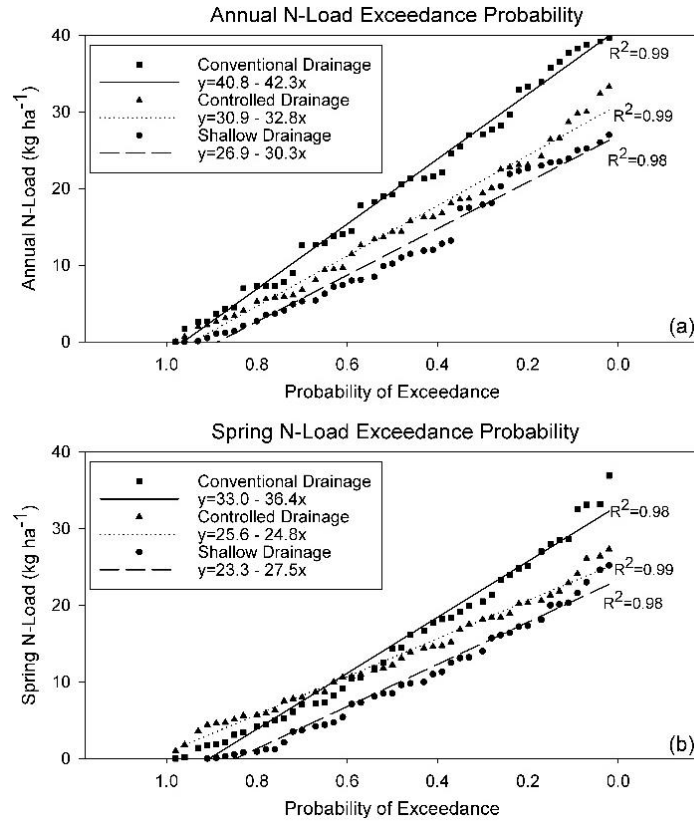 Annual N-Load Exceedance Probability
40
30
20
10
0
Annual N-Load (kg ha⁻¹)
Conventional Drainage
y=40.8 - 42.3x
Controlled Drainage
y=30.9 - 32.8x
Shallow Drainage
y=26.9 - 30.3x
R²=0.99
R²=0.99
R²=0.98
(a)
1.0 0.8 0.6 0.4 0.2 0.0
Probability of Exceedance
Spring N-Load Exceedance Probability
40
30
20
10
0
Spring N-Load (kg ha⁻¹)
Conventional Drainage
y=33.0 - 36.4x
Controlled Drainage
y=25.6 - 24.8x
Shallow Drainage
y=23.3 - 27.5x
R²=0.98
R²=0.99
R²=0.98
(b)
1.0 0.8 0.6 0.4 0.2 0.0
Probability of Exceedance